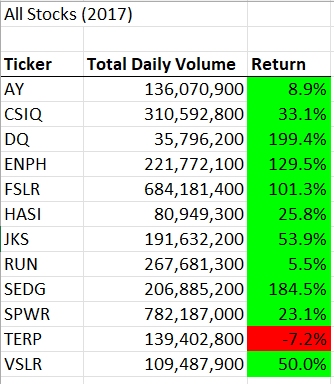 All Stocks (2017)
Ticker Total Daily Volume Return
AY 136,070,900 8.9%
CSIQ 310,592,800 33.1%
DQ 35,796,200 199.4%
ENPH 221,772,100 129.5%
FSLR 684,181,400 101.3%
HASI 80,949,300 25.8%
JKS 191,632,200 53.9%
RUN 267,681,300 5.5%
SEDG 206,885,200 184.5%
SPWR 782,187,000 23.1%
TERP 139,402,800 -7.2%
VSLR 109,487,900 50.0%